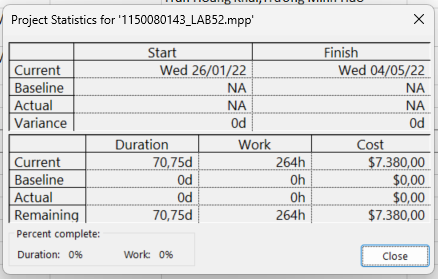 Project Statistics for '1150080143_LAB52.mpp'
Start Finish
Current Wed 26/01/22 Wed 04/05/22
Baseline NA NA
Actual NA NA
Variance 0d 0d
Duration Work Cost
Current 70,75d 264h $7.380,00
Baseline 0d 0h $0,00
Actual 0d 0h $0,00
Remaining 70,75d 264h $7.380,00
Percent complete:
Duration: 0% Work: 0%
Close